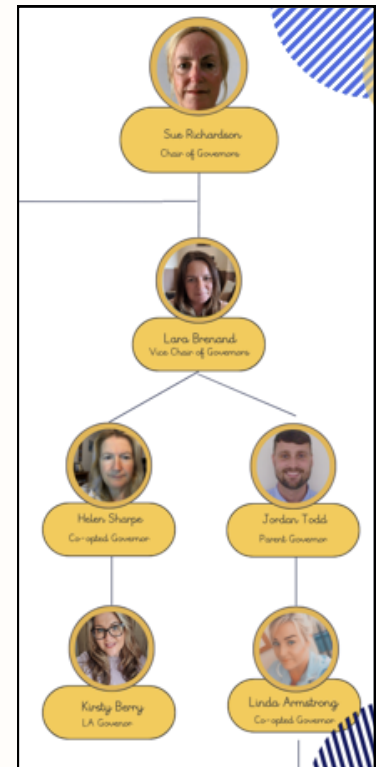 Sue Richardson
Chair of Governors
Lara Brenand
Vice Chair of Governors
Helen Sharpe
Co-opted Governor
Jordan Todd
Parent Governor
Kirsty Berry
LA Govenor
Linda Armstrong
Co-opted Governor